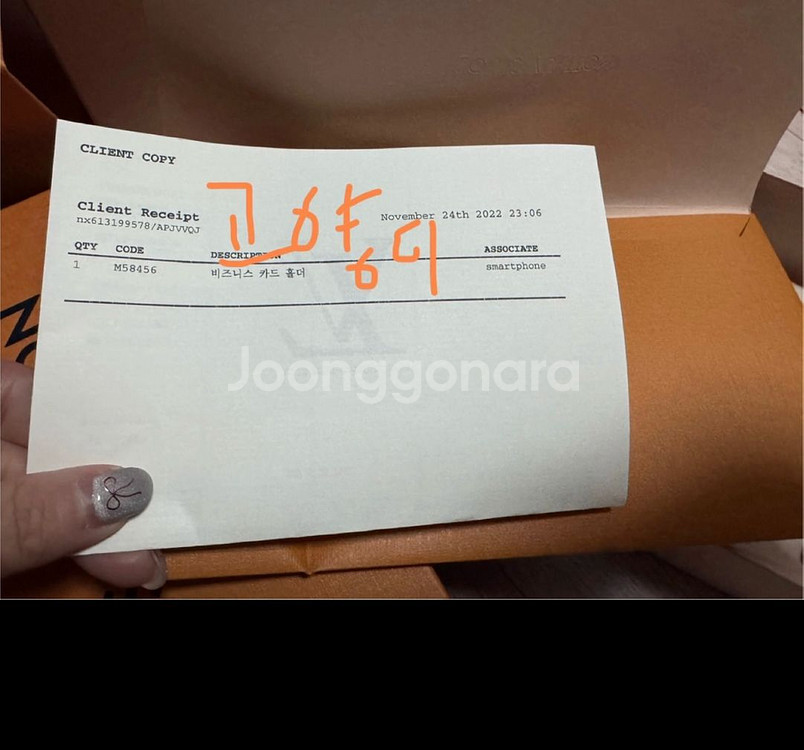 CLIENT COPY
Client Receipt
nx613199578/APJVVQJ
고양이
November 24th 2022 23:06
QTY CODE DESCRIPTION ASSOCIATE
1 M58456 비즈니스 카드 홀더 smartphone
Joonggonara